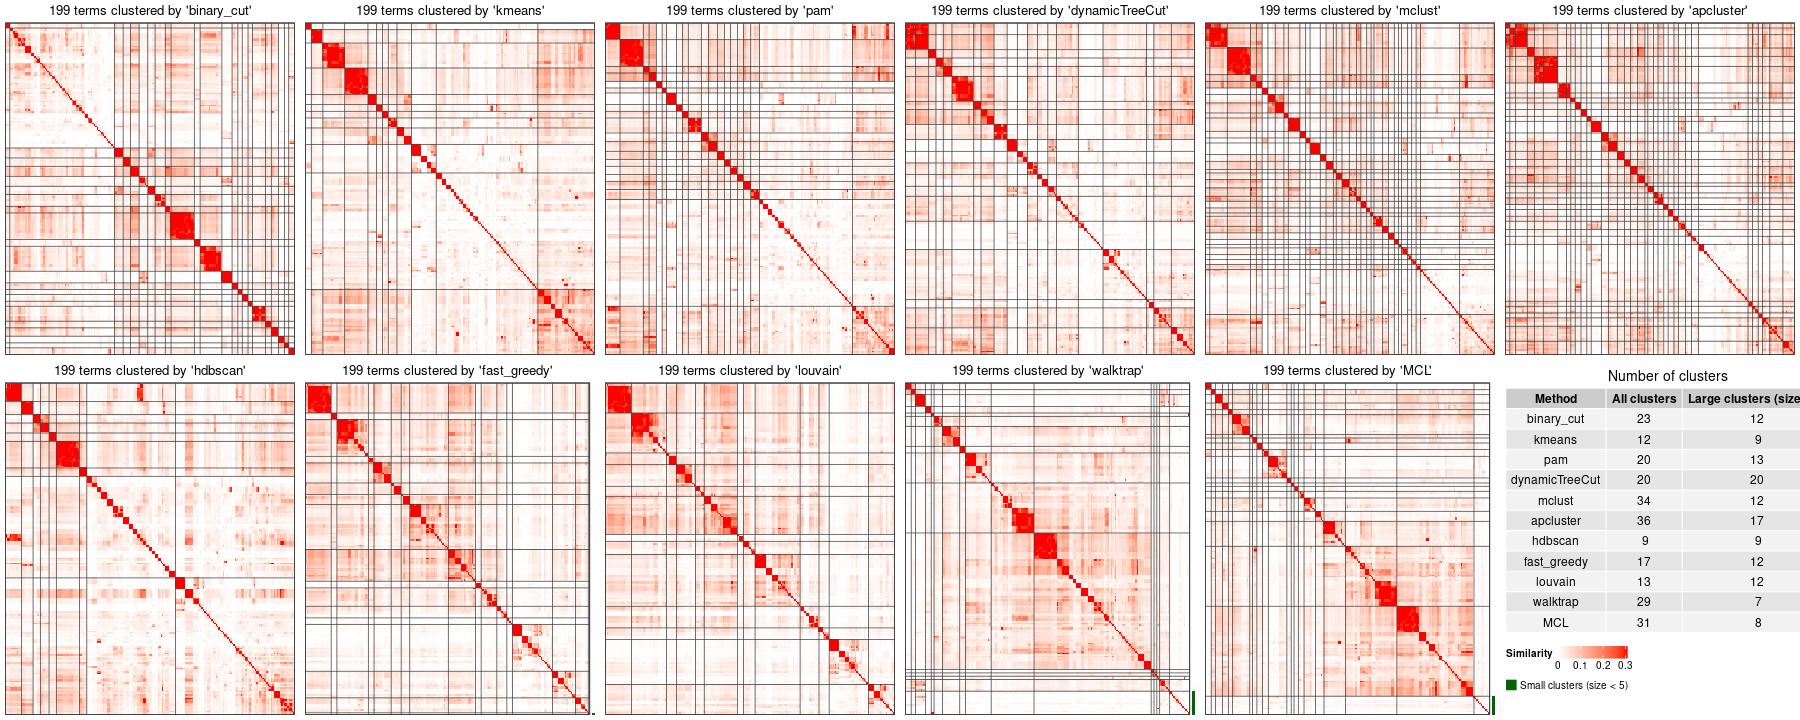 199 terms clustered by 'binary_cut'
199 terms clustered by 'kmeans'
199 terms clustered by 'pam'
199 terms clustered by 'dynamicTreeCut'
199 terms clustered by 'mclust'
199 terms clustered by 'apcluster'
199 terms clustered by 'hdbscan'
199 terms clustered by 'fast_greedy'
199 terms clustered by 'louvain'
199 terms clustered by 'walktrap'
199 terms clustered by 'MCL'
Number of clusters
Method All clusters Large clusters (size
binary_cut 23 12
kmeans 12 9
pam 20 13
dynamicTreeCut 20 20
mclust 34 12
apcluster 36 17
hdbscan 9 9
fast_greedy 17 12
louvain 13 12
walktrap 29 7
MCL 31 8
Similarity
0 0.1 0.2 0.3
Small clusters (size < 5)